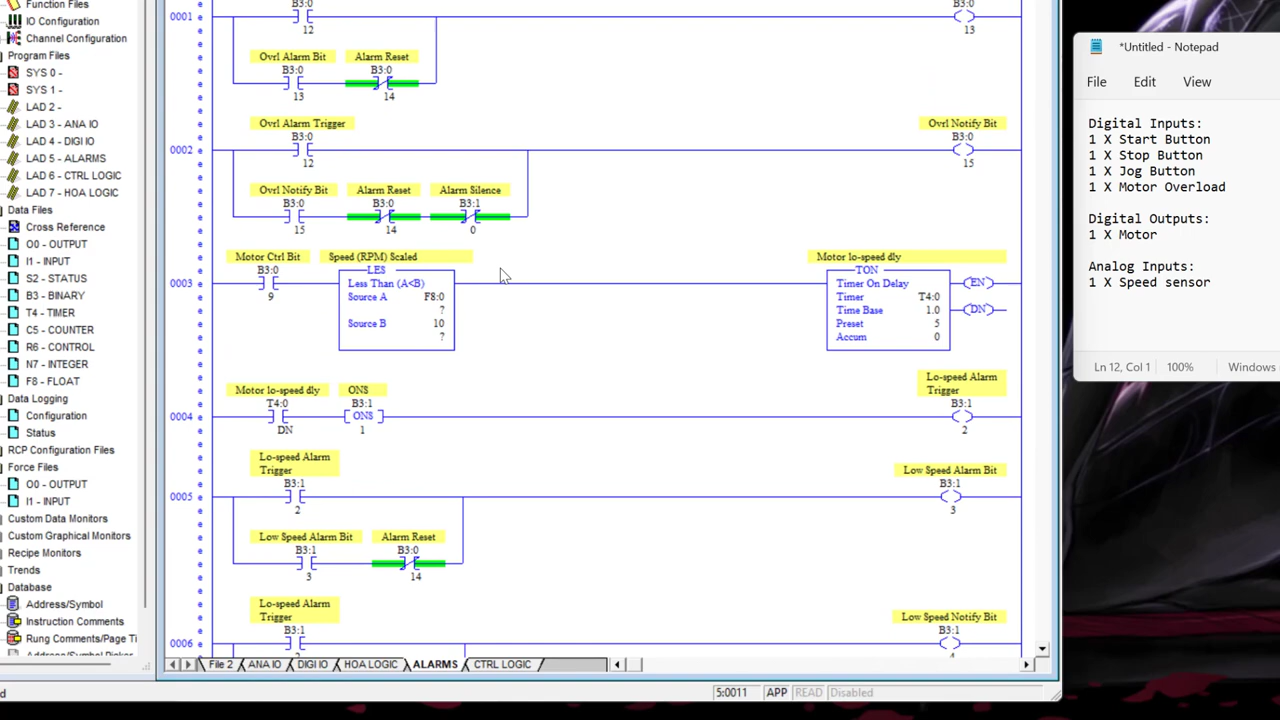 Function Files
IO Configuration
Channel Configuration
Program Files
SYS 0 -
SYS 1 -
LAD 2 -
LAD 3 - ANA IO
LAD 4 - DIGI IO
LAD 5 - ALARMS
LAD 6 - CTRL LOGIC
LAD 7 - HOA LOGIC
Data Files
Cross Reference
O0 - OUTPUT
I1 - INPUT
S2 - STATUS
B3 - BINARY
T4 - TIMER
C5 - COUNTER
R6 - CONTROL
N7 - INTEGER
F8 - FLOAT
Data Logging
Configuration
Status
RCP Configuration Files
Force Files
O0 - OUTPUT
I1 - INPUT
Custom Data Monitors
Custom Graphical Monitors
Recipe Monitors
Trends
Database
Address/Symbol
Instruction Comments
Rung Comments/Page Ti
B3:0 B3:0
0001
12 13
Ovrl Alarm Bit Alarm Reset
B3:0 B3:0
13 14
Ovrl Alarm Trigger Ovrl Notify Bit
B3:0 B3:0
0002
12 15
Ovrl Notify Bit Alarm Reset Alarm Silence
B3:0 B3:0 B3:1
15 14 0
Motor Ctrl Bit Speed (RPM) Scaled Motor lo-speed dly
B3:0 LES TON
0003 Less Than (A<B) Timer On Delay EN
9 Source A F8:0 Timer T4:0
? Time Base 1.0 DN
Source B 10 Preset 5
? Accum 0
Lo-speed Alarm
Trigger
Motor lo-speed dly ONS
T4:0 B3:1 B3:1
0004 ONS
DN 1 2
Lo-speed Alarm
Trigger Low Speed Alarm Bit
B3:1 B3:1
0005
2 3
Low Speed Alarm Bit Alarm Reset
B3:1 B3:0
3 14
Lo-speed Alarm
Trigger Low Speed Notify Bit
B3:1 B3:1
0006
File 2 ANA IO DIGI IO HOA LOGIC ALARMS CTRL LOGIC
5:0011 APP READ Disabled
*Untitled - Notepad
File Edit View
Digital Inputs:
1 X Start Button
1 X Stop Button
1 X Jog Button
1 X Motor Overload
Digital Outputs:
1 X Motor
Analog Inputs:
1 X Speed sensor
Ln 12, Col 1 100% Windows